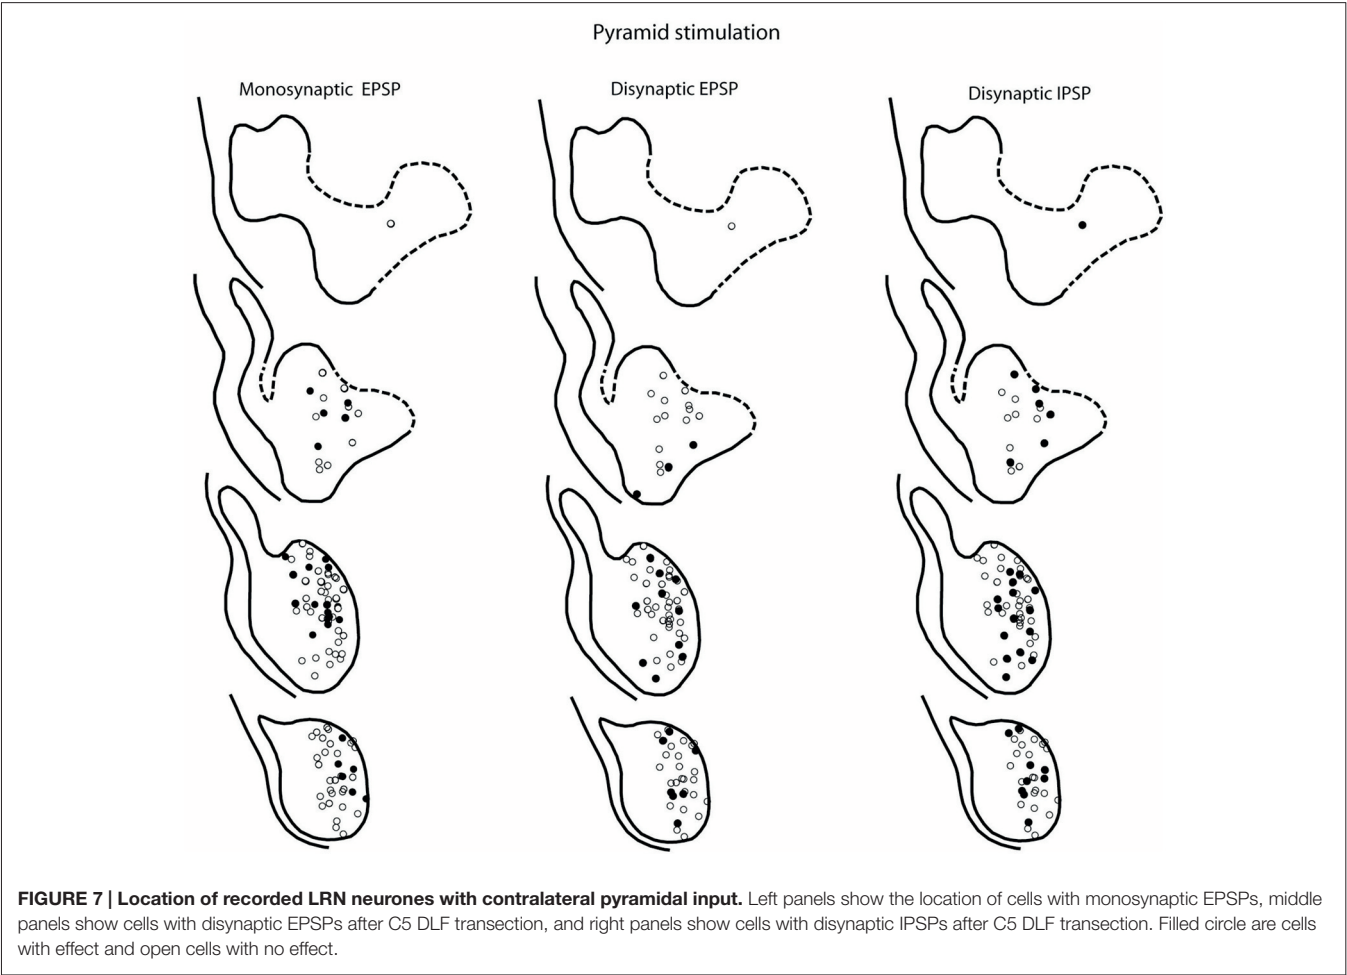 Pyramid stimulation
Monosynaptic EPSP
Disynaptic EPSP
Disynaptic IPSP
FIGURE 7 | Location of recorded LRN neurones with contralateral pyramidal input. Left panels show the location of cells with monosynaptic EPSPs, middle
panels show cells with disynaptic EPSPs after C5 DLF transection, and right panels show cells with disynaptic IPSPs after C5 DLF transection. Filled circle are cells
with effect and open cells with no effect.